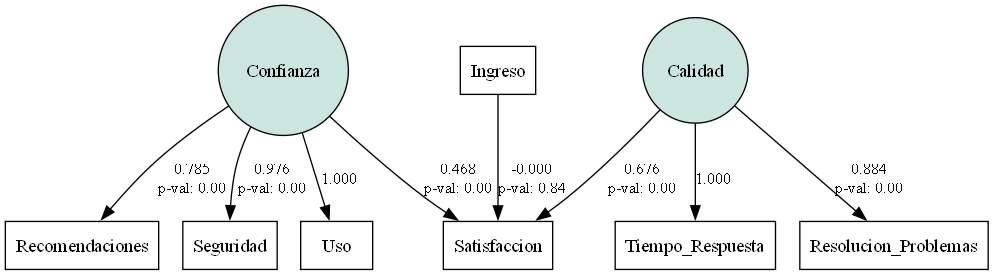 Confianza
Ingreso
Calidad
0.785
p-val: 0.00
0.976
p-val: 0.00
1.000
0.468
p-val: 0.00
-0.000
p-val: 0.84
0.676
p-val: 0.00
1.000
0.884
p-val: 0.00
Recomendaciones
Seguridad
Uso
Satisfaccion
Tiempo_Respuesta
Resolucion_Problemas